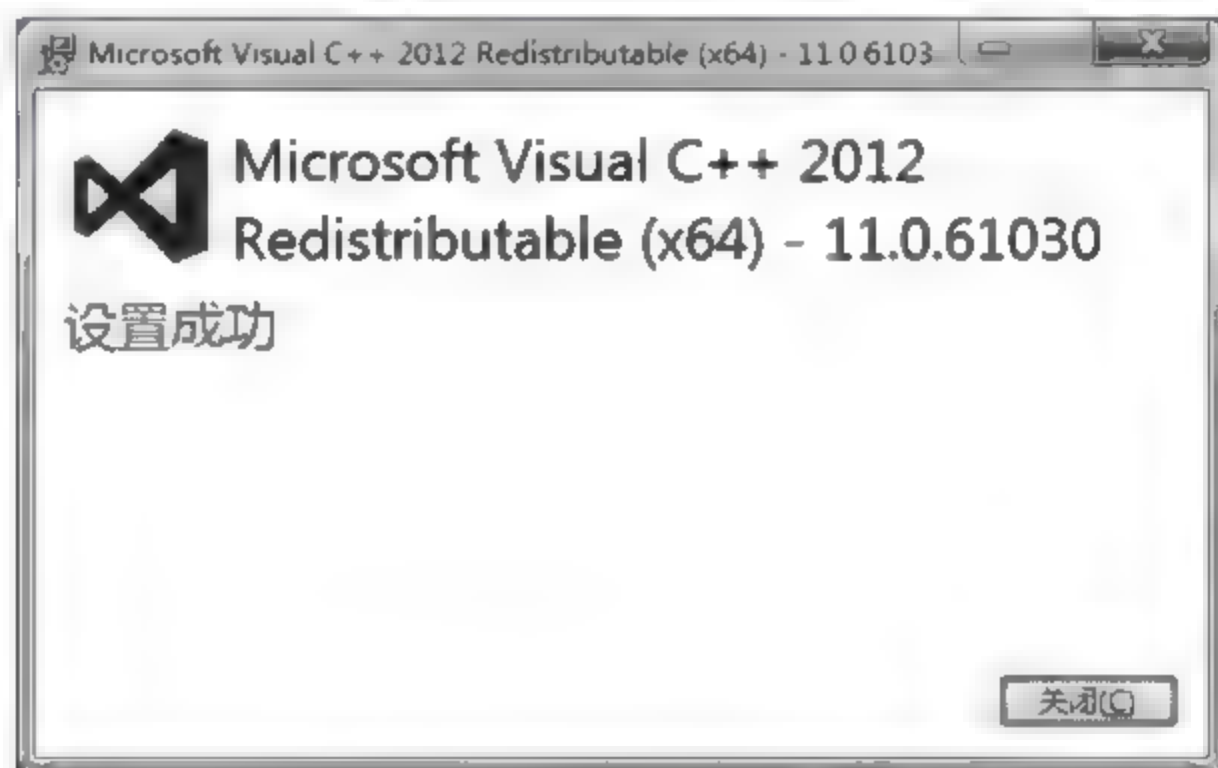 Microsoft Visual C++ 2012 Redistributable (x64) - 11.0.6103
Microsoft Visual C++ 2012
Redistributable (x64) - 11.0.61030
设置成功
关闭(C)